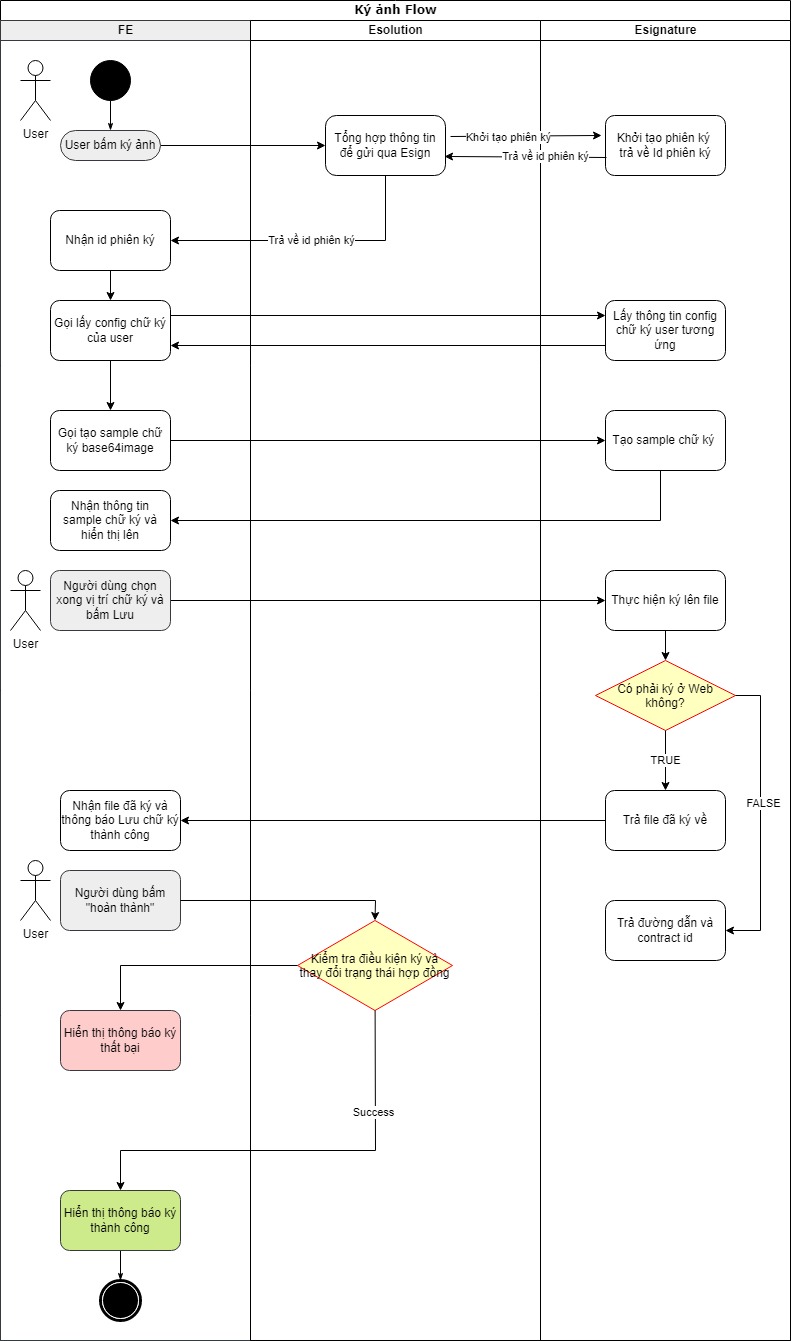 Ký ảnh Flow
FE
Esolution
Esignature
User
User bấm ký ảnh
Tổng hợp thông tin
để gửi qua Esign
Khởi tạo phiên ký
Trả về id phiên ký
Khởi tạo phiên ký
trả về Id phiên ký
Nhận id phiên ký
Trả về id phiên ký
Gọi lấy config chữ ký
của user
Lấy thông tin config
chữ ký user tương
ứng
Gọi tạo sample chữ
ký base64image
Tạo sample chữ ký
Nhận thông tin
sample chữ ký và
hiển thị lên
User
Người dùng chọn
xong vị trí chữ ký và
bấm Lưu
Thực hiện ký lên file
Có phải ký ở Web
không?
TRUE
FALSE
Nhận file đã ký và
thông báo Lưu chữ ký
thành công
Trả file đã ký về
User
Người dùng bấm
"hoàn thành"
Trả đường dẫn và
contract id
Kiểm tra điều kiện ký và
thay đổi trạng thái hợp đồng
Hiển thị thông báo ký
thất bại
Success
Hiển thị thông báo ký
thành công